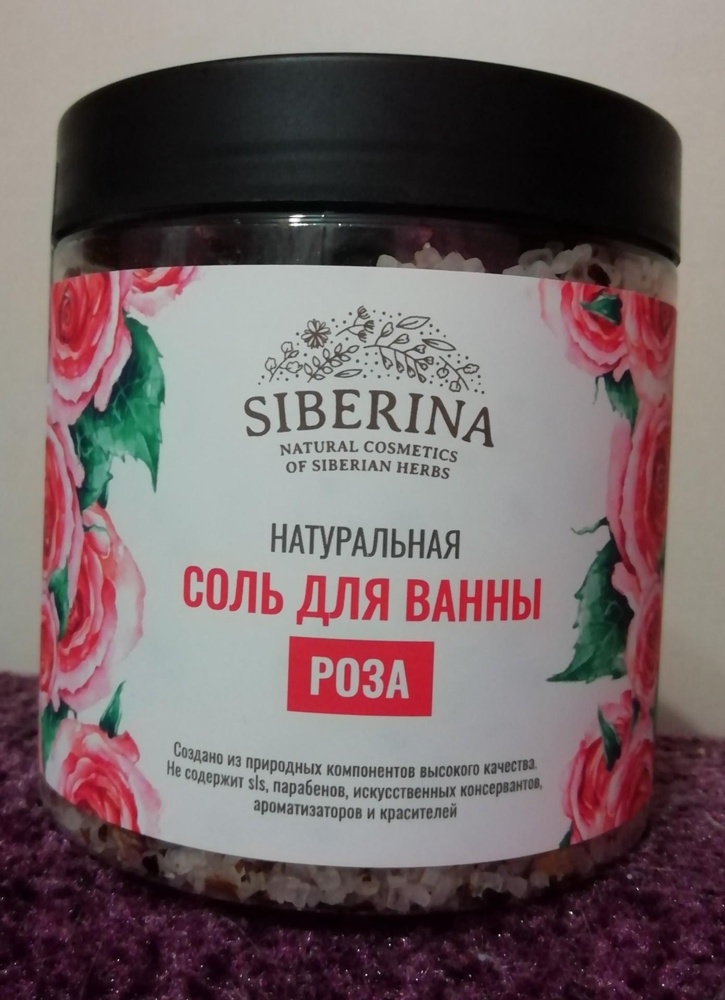 SIBERINA
NATURAL COSMETICS
OF SIBERIAN HERBS
НАТУРАЛЬНАЯ
СОЛЬ ДЛЯ ВАННЫ
РОЗА
Создано из природных компонентов высокого качества.
Не содержит sls, парабенов, искусственных консервантов,
ароматизаторов и красителей